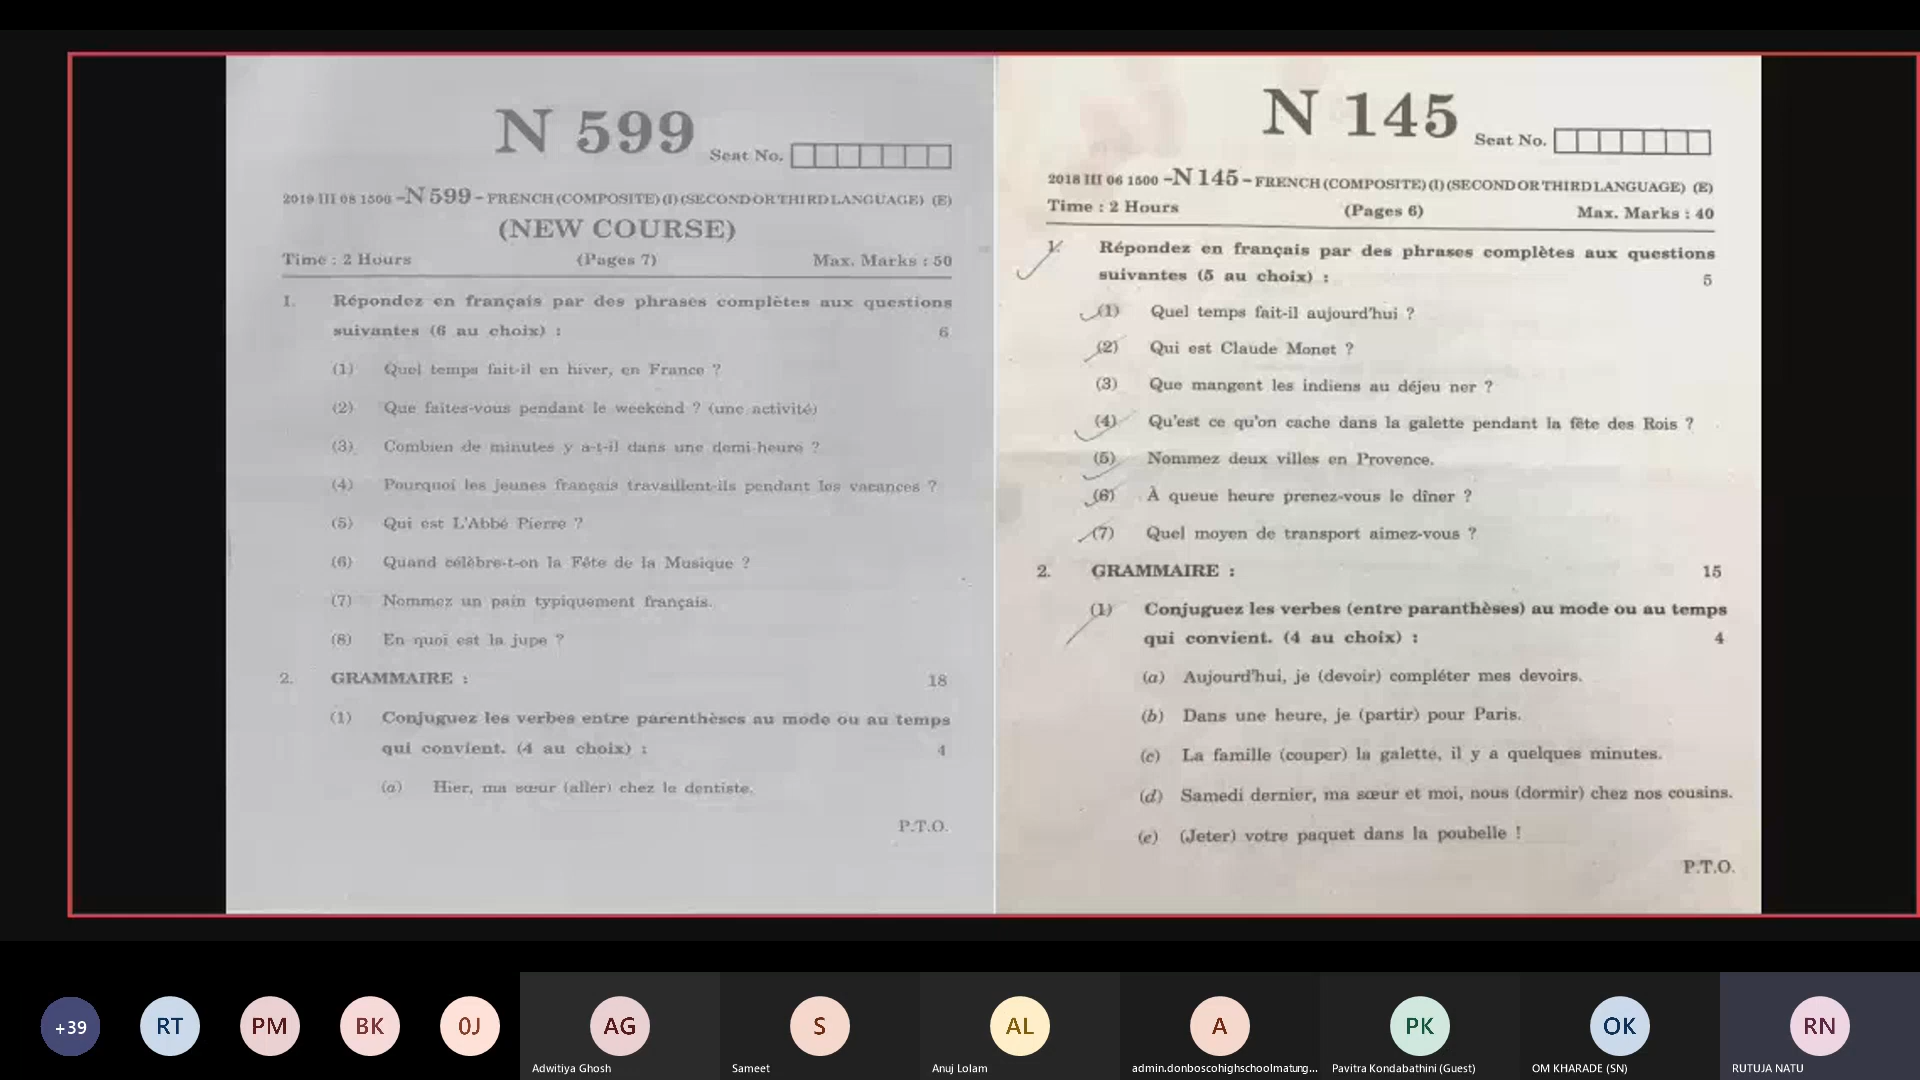 N 599
Seat No.
2019 III 08 1500 -N 599- FRENCH (COMPOSITE) (I) (SECOND OR THIRD LANGUAGE) (E)
(NEW COURSE)
Time : 2 Hours (Pages 7) Max. Marks : 50
1. Répondez en français par des phrases complètes aux questions
suivantes (6 au choix) : 6
(1) Quel temps fait-il en hiver, en France ?
(2) Que faites-vous pendant le weekend ? (une activité)
(3) Combien de minutes y a-t-il dans une demi-heure ?
(4) Pourquoi les jeunes français travaillent-ils pendant les vacances ?
(5) Qui est L'Abbé Pierre ?
(6) Quand célèbre-t-on la Fête de la Musique ?
(7) Nommez un pain typiquement français.
(8) En quoi est la jupe ?
2. GRAMMAIRE : 18
(1) Conjuguez les verbes entre parenthèses au mode ou au temps
qui convient. (4 au choix) : 4
(a) Hier, ma sœur (aller) chez le dentiste.
P.T.O.
N 145
Seat No.
2018 III 06 1500 -N 145- FRENCH (COMPOSITE) (I) (SECOND OR THIRD LANGUAGE) (E)
Time : 2 Hours (Pages 6) Max. Marks : 40
1. Répondez en français par des phrases complètes aux questions
suivantes (5 au choix) : 5
(1) Quel temps fait-il aujourd'hui ?
(2) Qui est Claude Monet ?
(3) Que mangent les indiens au déjeu ner ?
(4) Qu'est ce qu'on cache dans la galette pendant la fête des Rois ?
(5) Nommez deux villes en Provence.
(6) À queue heure prenez-vous le dîner ?
(7) Quel moyen de transport aimez-vous ?
2. GRAMMAIRE : 15
(1) Conjuguez les verbes (entre paranthèses) au mode ou au temps
qui convient. (4 au choix) : 4
(a) Aujourd'hui, je (devoir) compléter mes devoirs.
(b) Dans une heure, je (partir) pour Paris.
(c) La famille (couper) la galette, il y a quelques minutes.
(d) Samedi dernier, ma sœur et moi, nous (dormir) chez nos cousins.
(e) (Jeter) votre paquet dans la poubelle !
P.T.O.
+39 RT PM BK 0J AG S AL A PK OK RN
Adwitiya Ghosh Sameet Anuj Lolam admin.donboscohighschoolmatung... Pavitra Kondabathini (Guest) OM KHARADE (SN) RUTUJA NATU